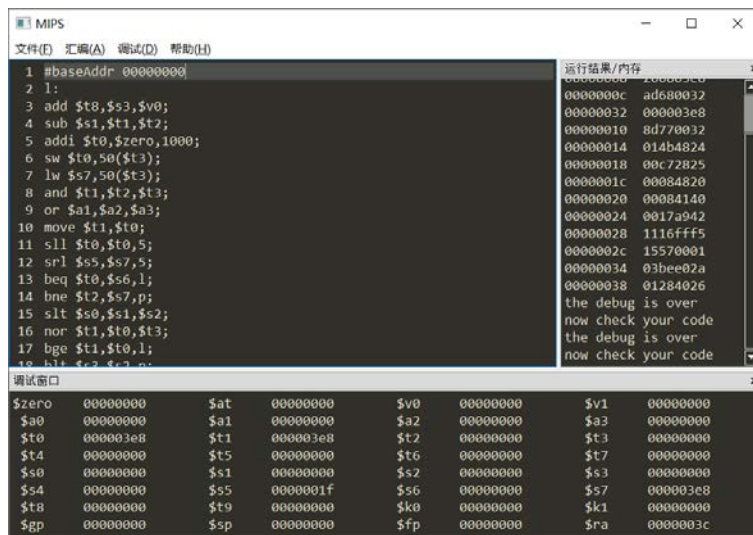 MIPS
文件(F) 汇编(A) 调试(D) 帮助(H)
1 #baseAddr 00000000
2 l:
3 add $t8,$s3,$v0;
4 sub $s1,$t1,$t2;
5 addi $t0,$zero,1000;
6 sw $t0,50($t3);
7 lw $s7,50($t3);
8 and $t1,$t2,$t3;
9 or $a1,$a2,$a3;
10 move $t1,$t0;
11 sll $t0,$t0,5;
12 srl $s5,$s7,5;
13 beq $t0,$s6,l;
14 bne $t2,$s7,p;
15 slt $s0,$s1,$s2;
16 nor $t1,$t0,$t3;
17 bge $t1,$t0,l;
18 blt $s3,$s2,p;
运行结果/内存
0000000c ad680032
00000032 000003e8
00000010 8d770032
00000014 014b4824
00000018 00c72825
0000001c 00084820
00000020 00084140
00000024 0017a942
00000028 1116fff5
0000002c 15570001
00000034 03bee02a
00000038 01284026
the debug is over
now check your code
the debug is over
now check your code
调试窗口
$zero 00000000 $at 00000000 $v0 00000000 $v1 00000000
$a0 00000000 $a1 00000000 $a2 00000000 $a3 00000000
$t0 000003e8 $t1 000003e8 $t2 00000000 $t3 00000000
$t4 00000000 $t5 00000000 $t6 00000000 $t7 00000000
$s0 00000000 $s1 00000000 $s2 00000000 $s3 00000000
$s4 00000000 $s5 0000001f $s6 00000000 $s7 000003e8
$t8 00000000 $t9 00000000 $k0 00000000 $k1 00000000
$gp 00000000 $sp 00000000 $fp 00000000 $ra 0000003c